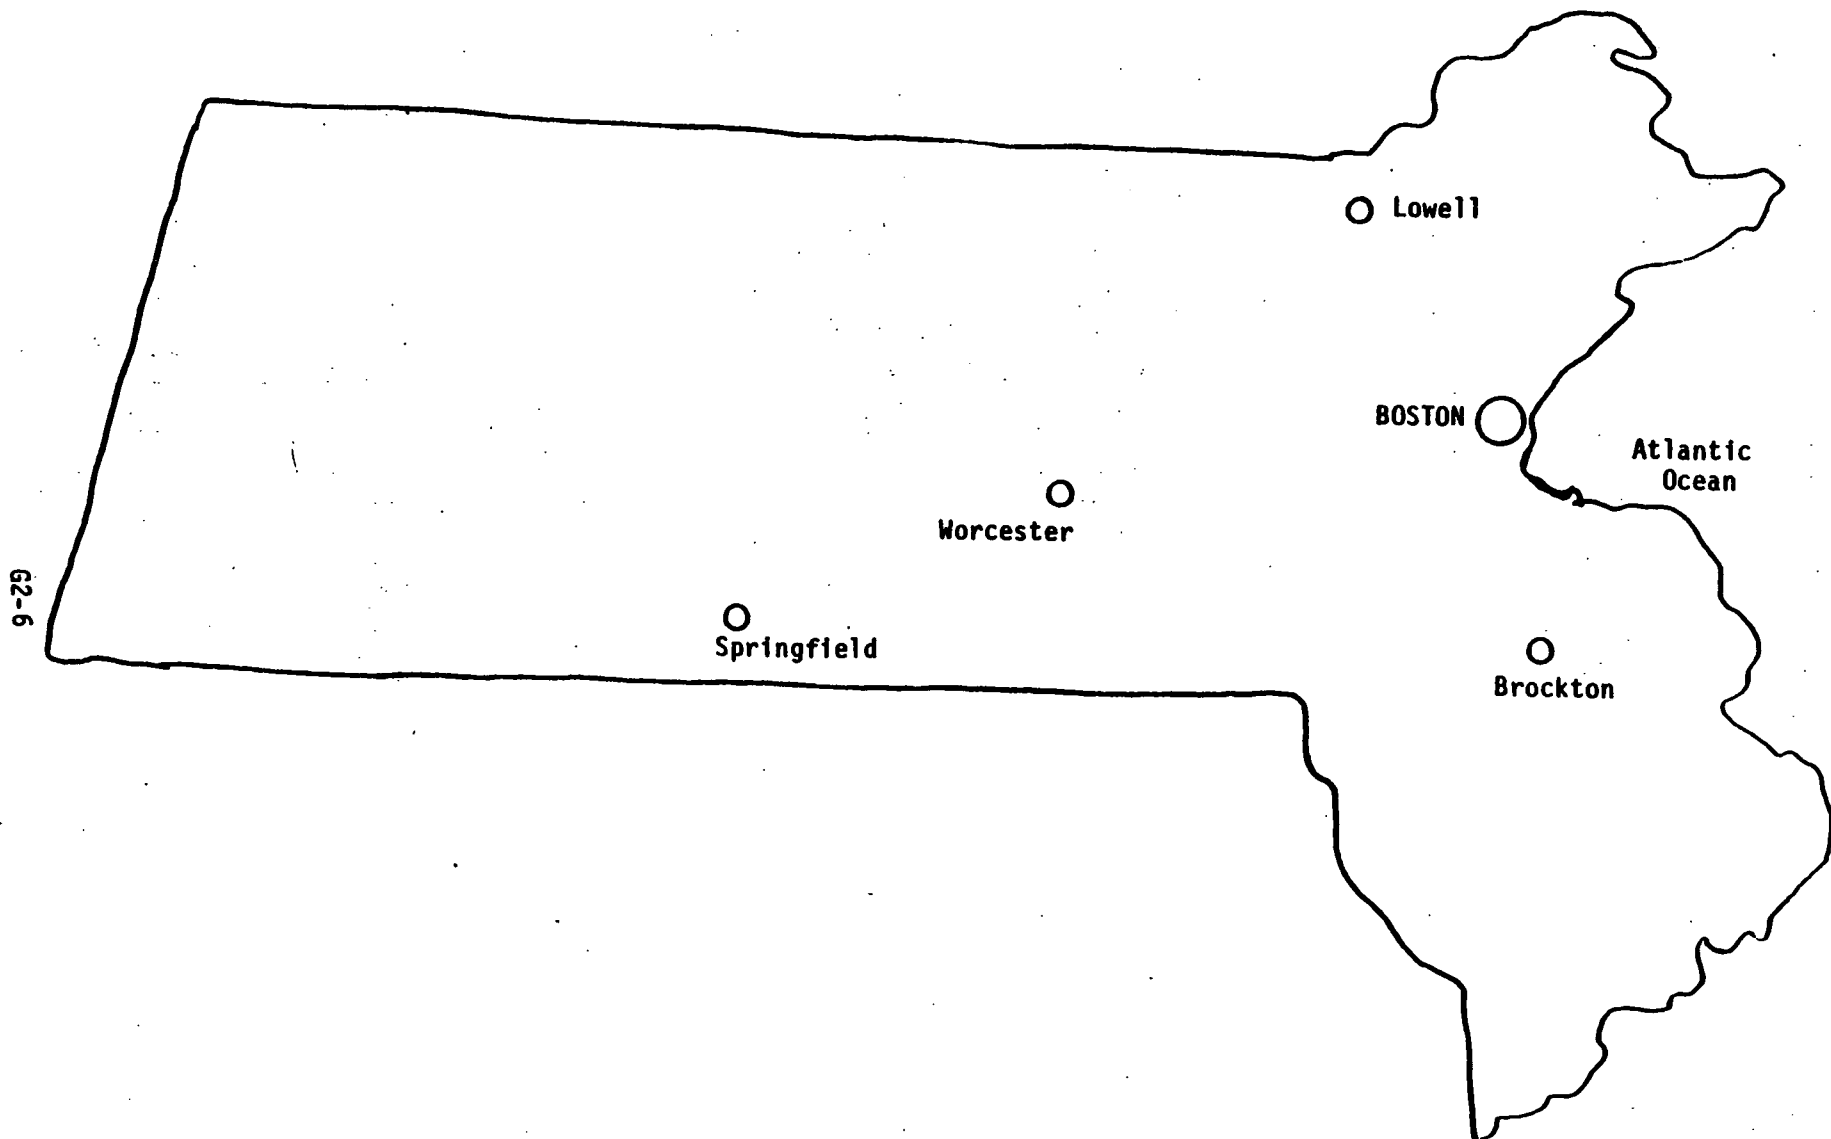 Lowell
BOSTON
Atlantic
Ocean
Worcester
G2-6
Springfield
Brockton